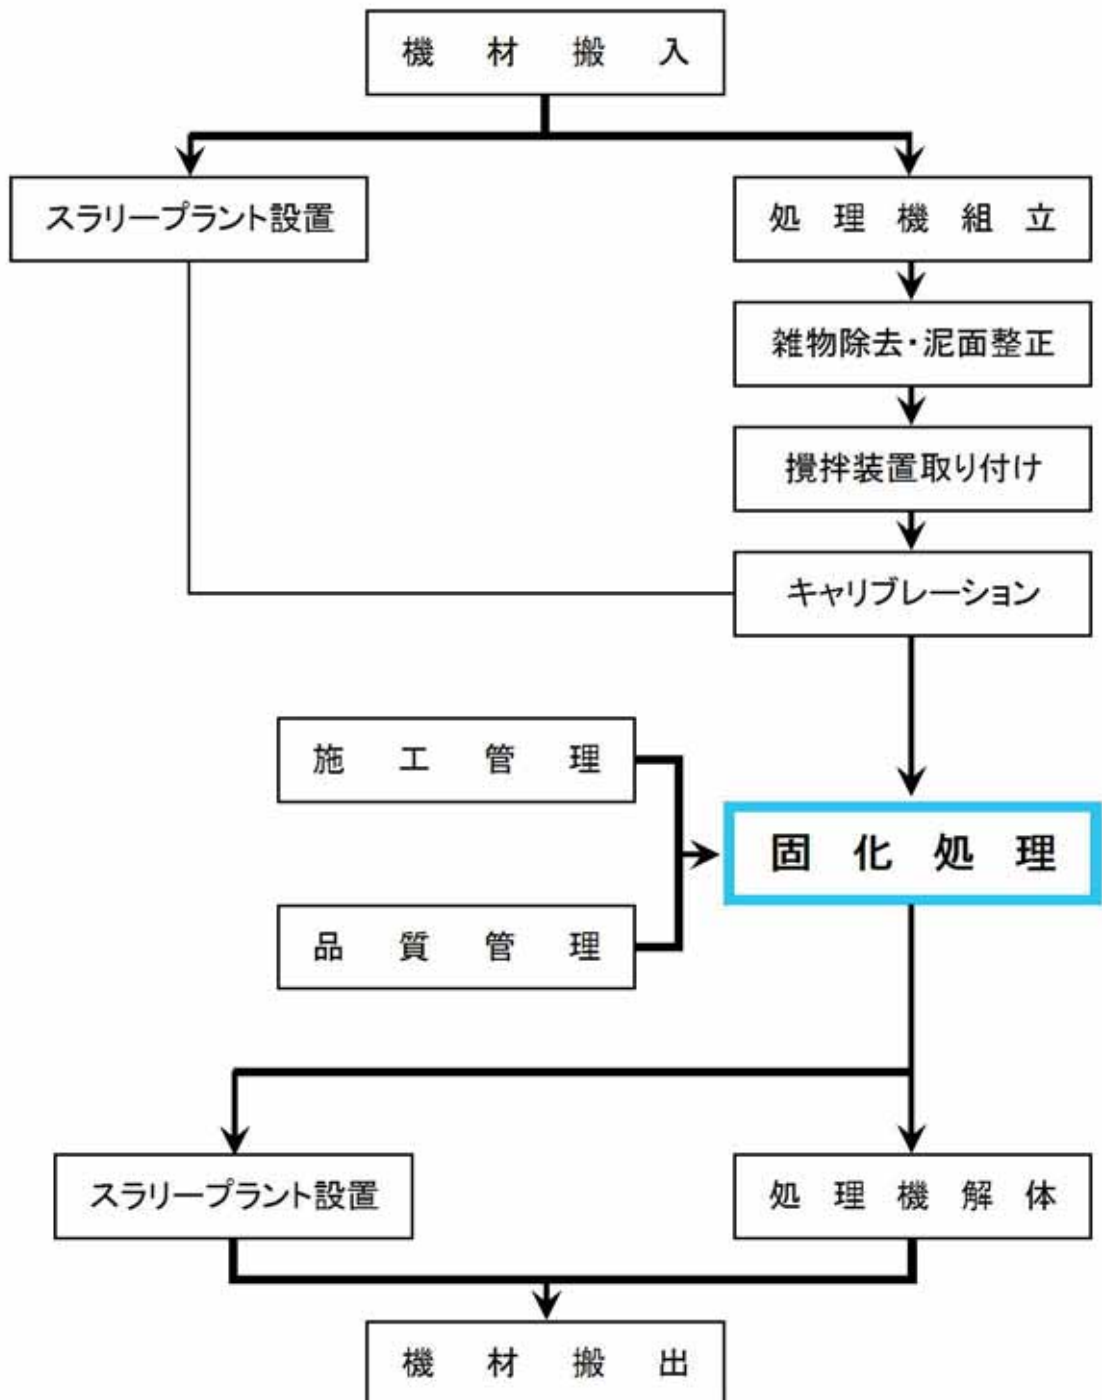 機材搬入
スラリープラント設置
処理機組立
雑物除去・泥面整正
攪拌装置取り付け
キャリブレーション
施工管理
固化処理
品質管理
スラリープラント設置
処理機解体
機材搬出